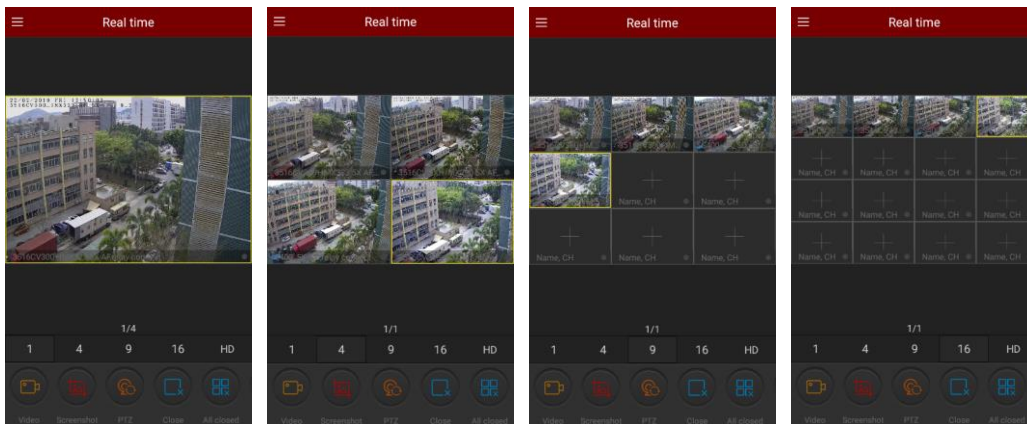 Real time
1/4
1 4 9 16 HD
Video Screenshot PTZ Close All closed
Real time
1/1
1 4 9 16 HD
Video Screenshot PTZ Close All closed
Real time
Name, CH Name, CH
Name, CH Name, CH Name, CH
1/1
1 4 9 16 HD
Video Screenshot PTZ Close All closed
Real time
Name, CH Name, CH Name, CH Name, CH
Name, CH Name, CH Name, CH Name, CH
Name, CH Name, CH Name, CH Name, CH
1/1
1 4 9 16 HD
Video Screenshot PTZ Close All closed